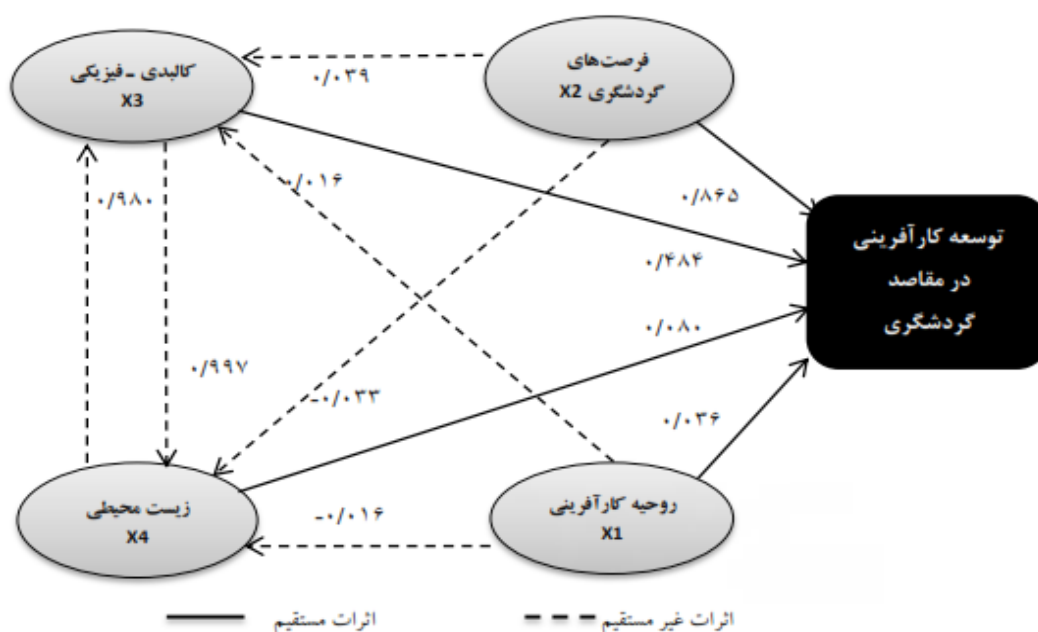 فرصت‌های
گردشگری X2
کالبدی -فیزیکی
X3
۰/۰۳۹
۰/۰۱۶
۰/۹۸۰
۰/۸۶۵
توسعه کارآفرینی
در مقاصد
گردشگری
۰/۴۸۴
۰/۰۸۰
۰/۹۹۷
-۰/۰۳۳
۰/۰۳۶
روحیه کارآفرینی
X1
زیست محیطی
X4
-۰/۰۱۶
اثرات غیر مستقیم
اثرات مستقیم